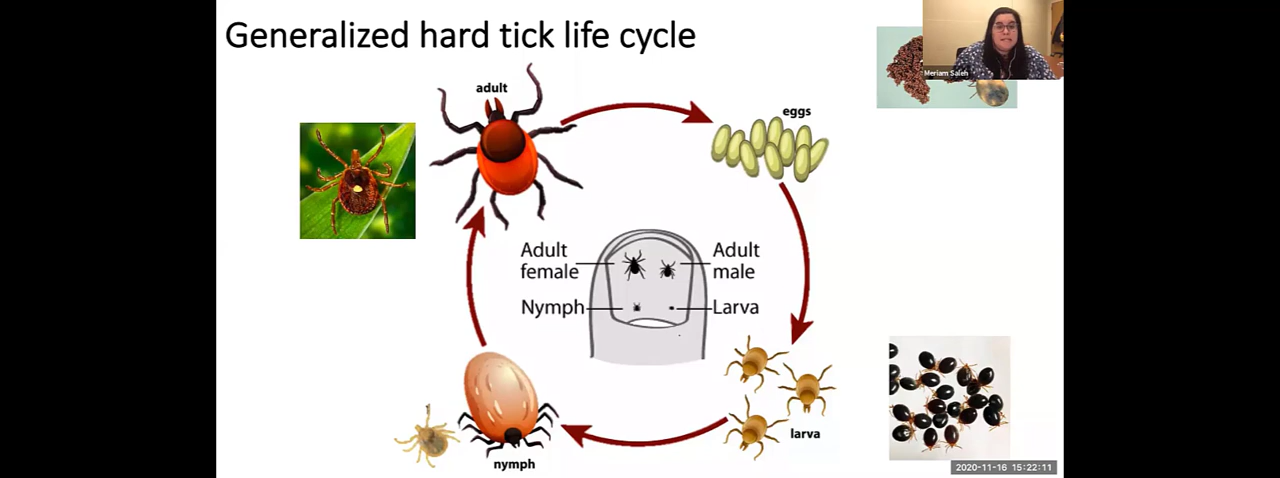 Generalized hard tick life cycle
Meriam Saleh
adult
eggs
Adult
female
Adult
male
Nymph
Larva
larva
nymph
2020-11-16 15:22:11